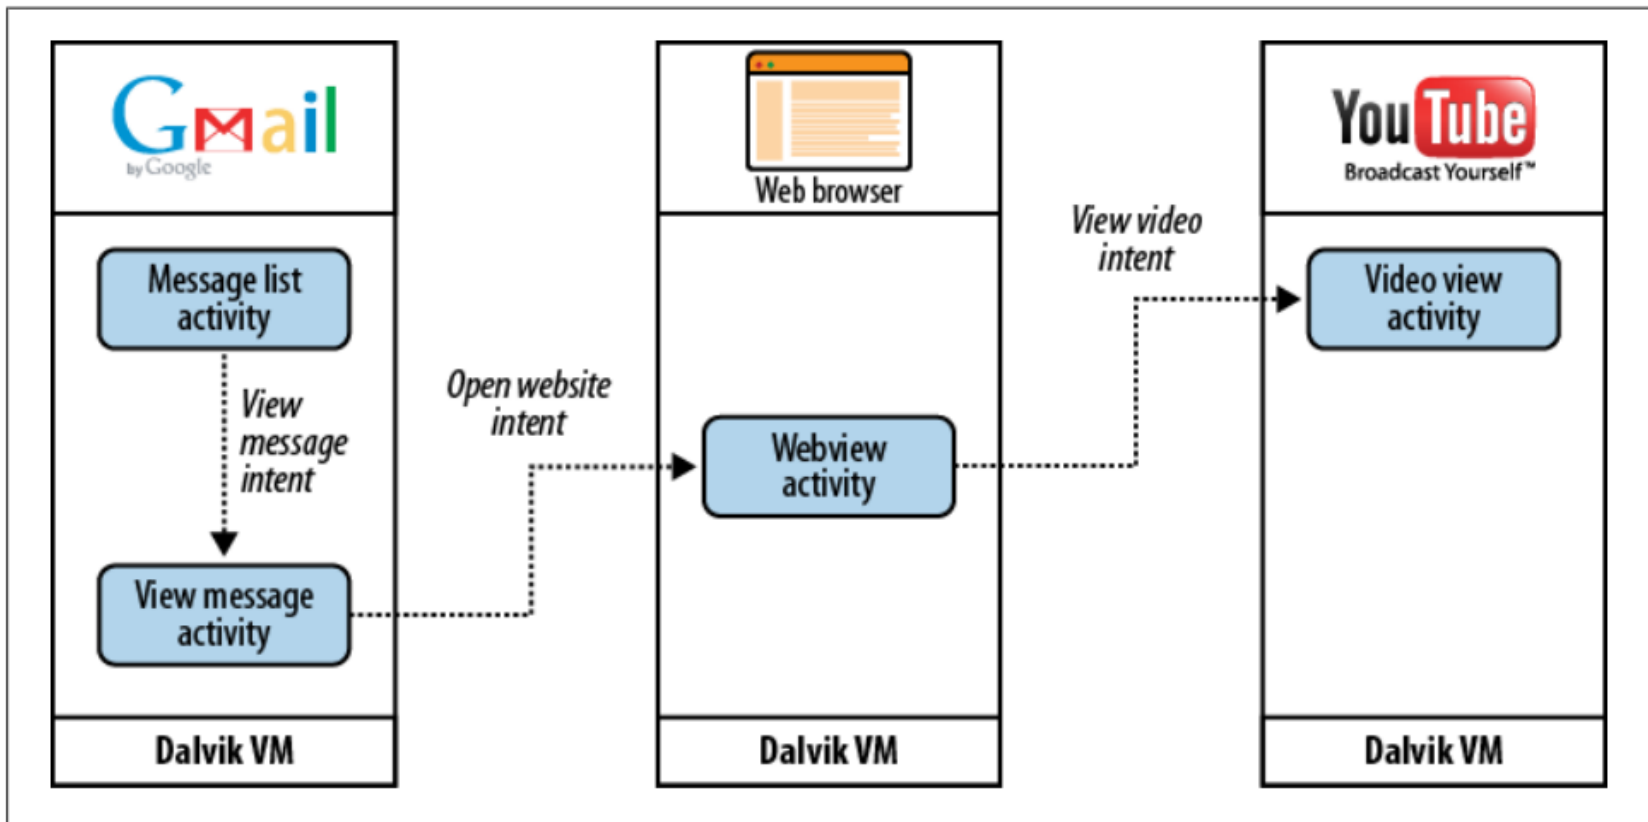 Gmail
by Google
Message list
activity
View
message
intent
View message
activity
Dalvik VM
Open website
intent
Web browser
Webview
activity
Dalvik VM
View video
intent
YouTube
Broadcast Yourself™
Video view
activity
Dalvik VM